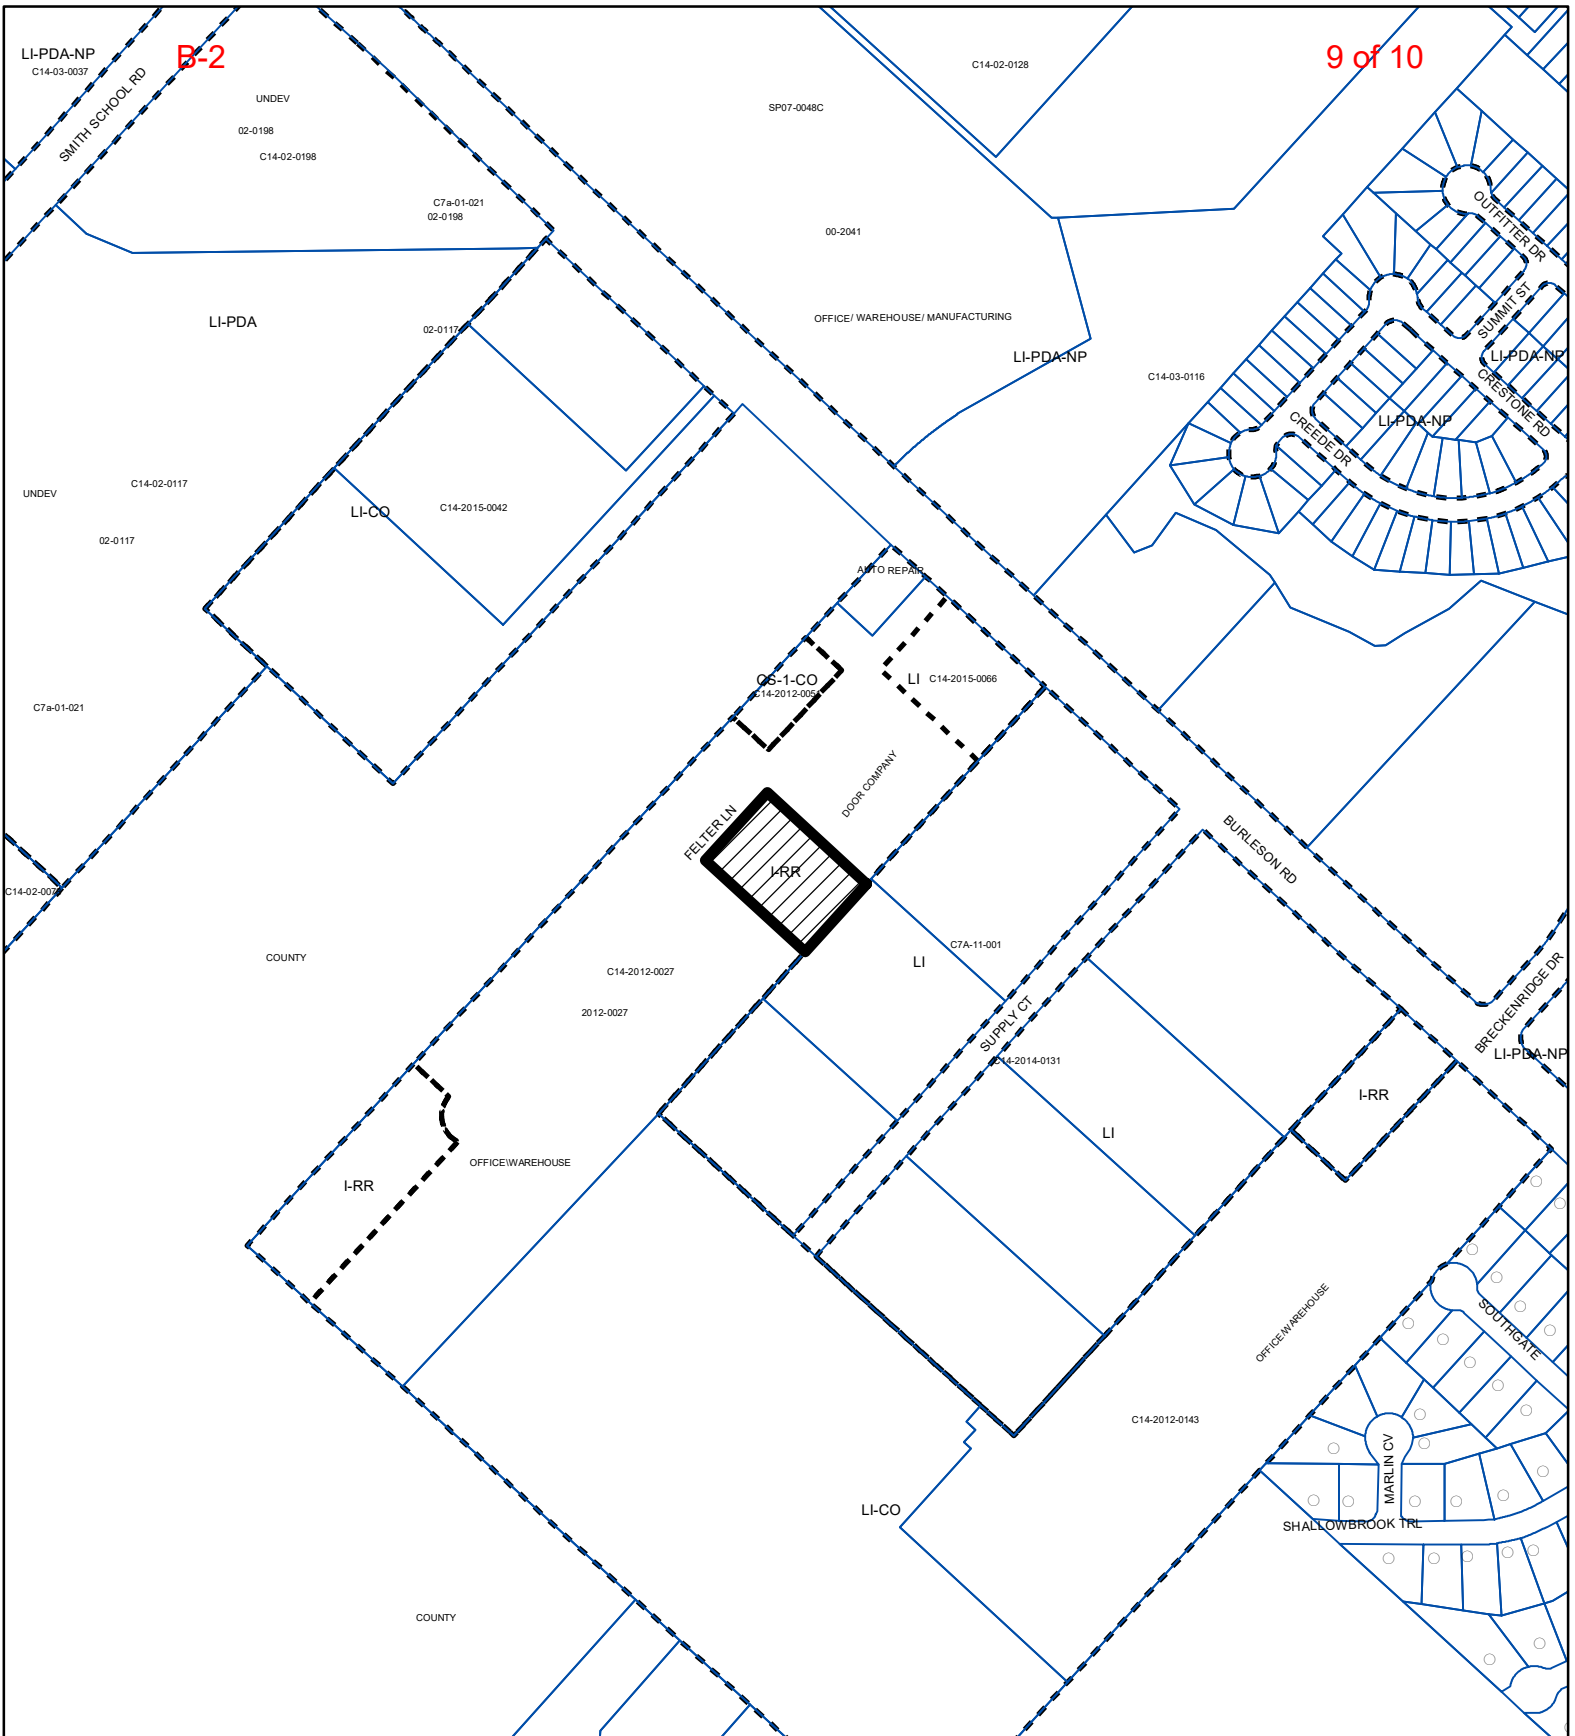 LI-PDA-NP
C14-03-0037
B-2
9 of 10
SMITH SCHOOL RD
UNDEV
02-0198
C14-02-0198
C7a-01-021
02-0198
SP07-0048C
C14-02-0128
00-2041
OUTFITTER DR
SUMMIT ST
LI-PDA
02-0117
OFFICE/ WAREHOUSE/ MANUFACTURING
LI-PDA-NP
C14-03-0116
LI-PDA-NP
CRESTONE RD
LI-PDA-NP
CREEDE DR
UNDEV
C14-02-0117
LI-CO
C14-2015-0042
02-0117
AUTO REPAIR
CS-1-CO
LI
C14-2015-0066
C7a-01-021
DOOR COMPANY
FELTER LN
BURLESON RD
I-RR
COUNTY
C14-2012-0027
2012-0027
C7A-11-001
LI
SUPPLY CT
C14-2014-0131
BRECKENRIDGE DR
LI-PDA-NP
I-RR
LI
OFFICE\WAREHOUSE
I-RR
OFFICE/WAREHOUSE
SOUTHGATE
C14-2012-0143
MARLIN CV
LI-CO
SHALLOWBROOK TRL
COUNTY